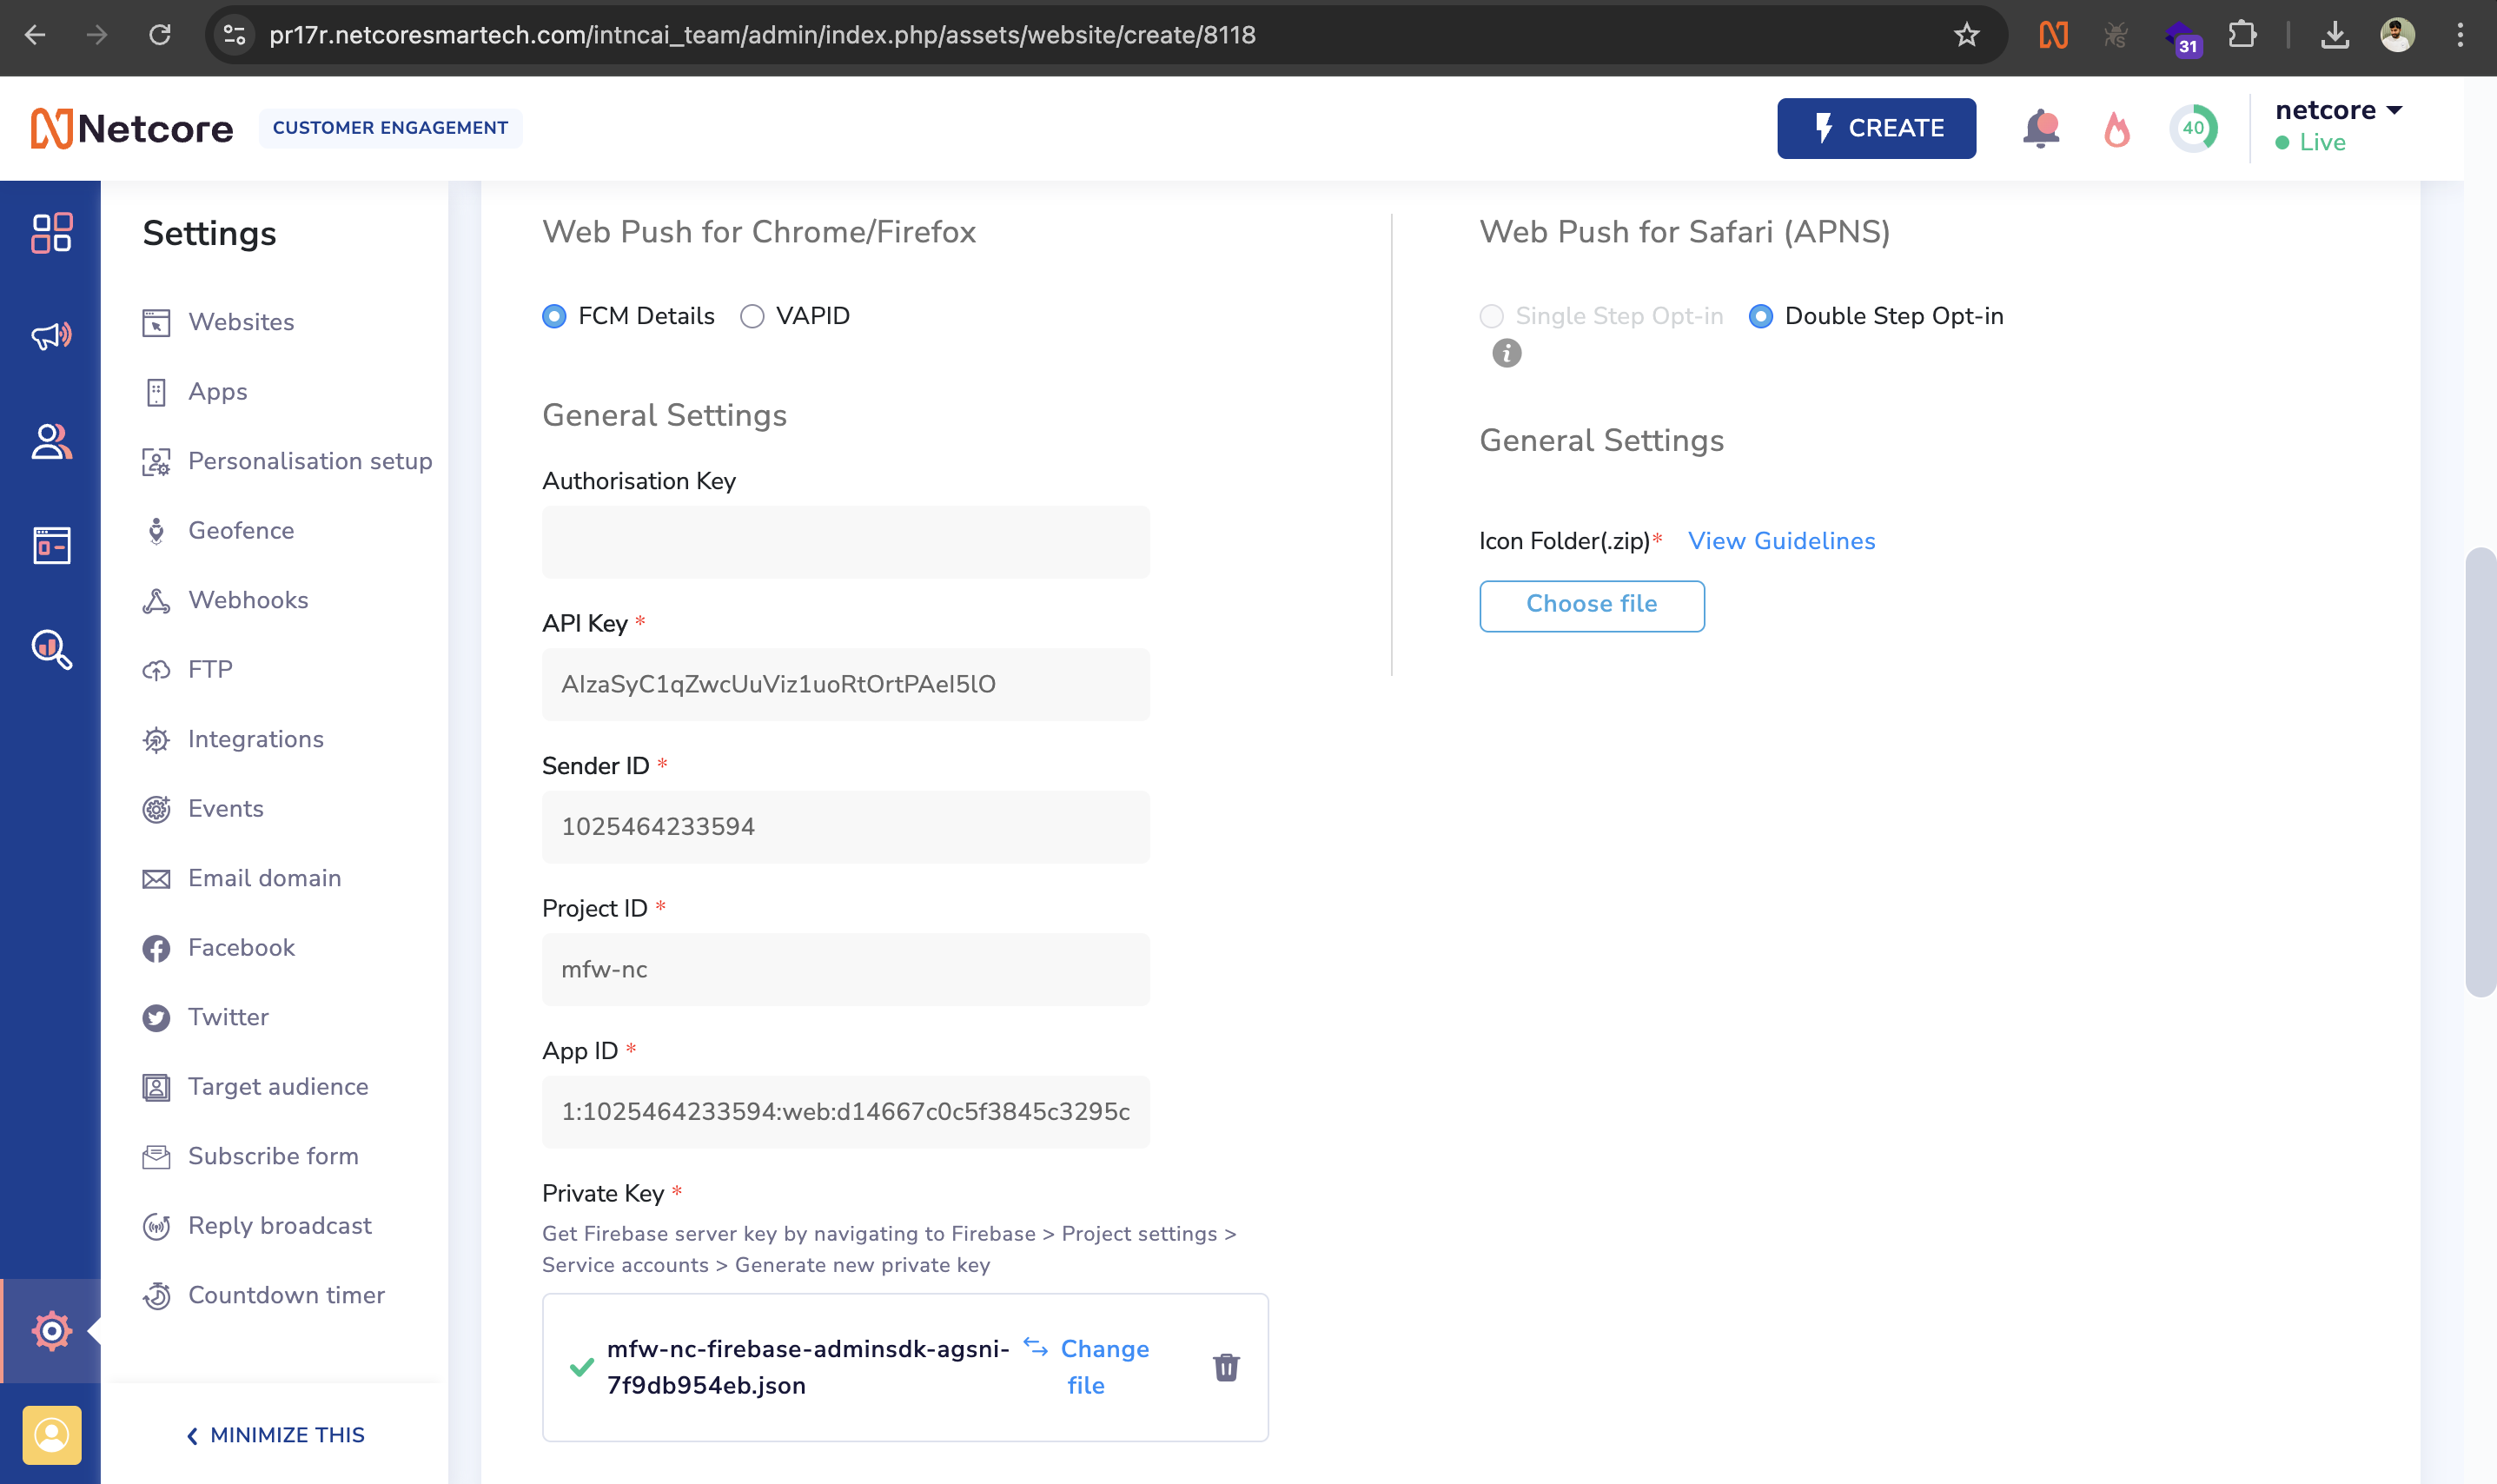 pr17r.netcoresmartech.com/intncai_team/admin/index.php/assets/website/create/8118
31
Netcore
CUSTOMER ENGAGEMENT
CREATE
40
netcore
Live
Settings
Websites
Apps
Personalisation setup
Geofence
Webhooks
FTP
Integrations
Events
Email domain
Facebook
Twitter
Target audience
Subscribe form
Reply broadcast
Countdown timer
MINIMIZE THIS
Web Push for Chrome/Firefox
FCM Details
VAPID
General Settings
Authorisation Key
API Key *
AIzaSyC1qZwcUuViz1uoRtOrtPAeI5lO
Sender ID *
1025464233594
Project ID *
mfw-nc
App ID *
1:1025464233594:web:d14667c0c5f3845c3295c
Private Key *
Get Firebase server key by navigating to Firebase > Project settings >
Service accounts > Generate new private key
mfw-nc-firebase-adminsdk-agsni-
7f9db954eb.json
Change
file
Web Push for Safari (APNS)
Single Step Opt-in
Double Step Opt-in
General Settings
Icon Folder(.zip)*
View Guidelines
Choose file